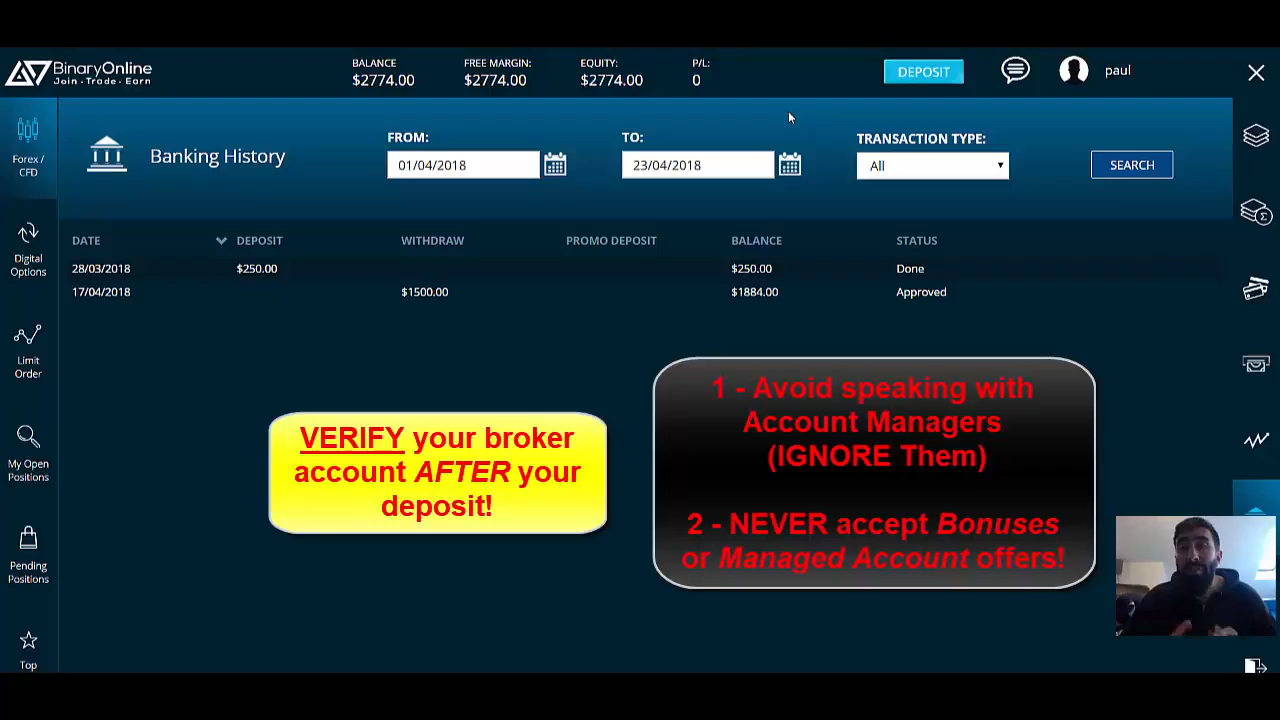 BinaryOnline
Join - Trade - Earn
BALANCE
$2774.00
FREE MARGIN:
$2774.00
EQUITY:
$2774.00
P/L:
0
DEPOSIT
paul
Forex /
CFD
Digital
Options
Limit
Order
My Open
Positions
Pending
Positions
Top
Banking History
FROM:
01/04/2018
TO:
23/04/2018
TRANSACTION TYPE:
All
SEARCH
DATE DEPOSIT WITHDRAW PROMO DEPOSIT BALANCE STATUS
28/03/2018 $250.00 $250.00 Done
17/04/2018 $1500.00 $1884.00 Approved
VERIFY your broker
account AFTER your
deposit!
1 - Avoid speaking with
Account Managers
(IGNORE Them)
2 - NEVER accept Bonuses
or Managed Account offers!